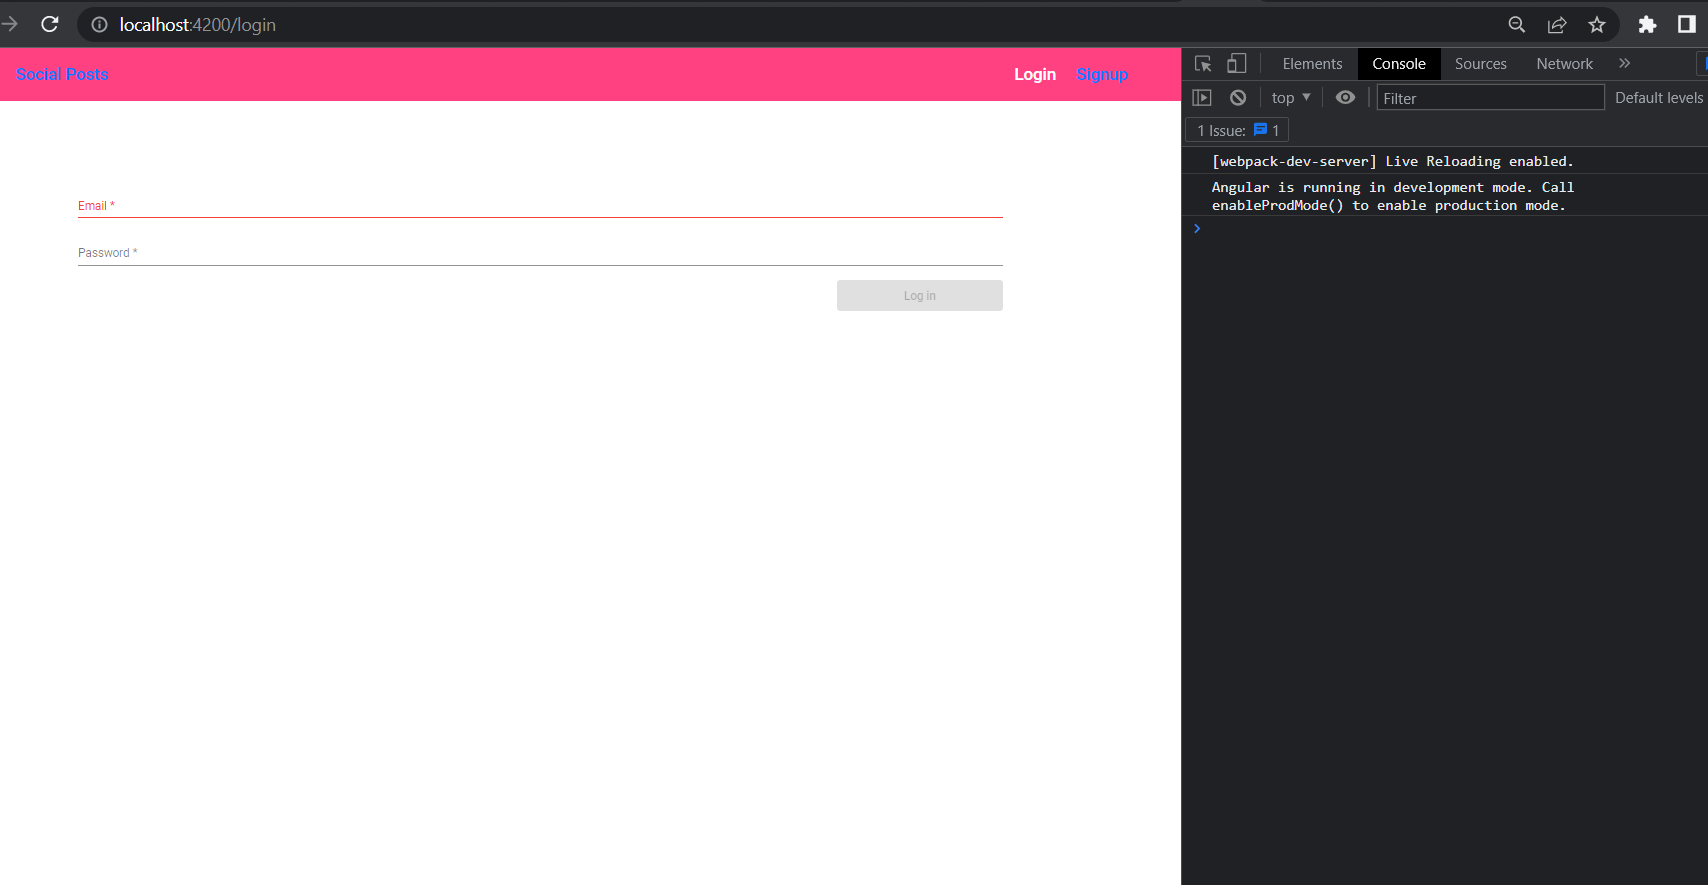 localhost:4200/login
Social Posts
Login
Signup
Email *
Password *
Log in
Elements
Console
Sources
Network
top
Filter
Default levels
1 Issue:
1
[webpack-dev-server] Live Reloading enabled.
Angular is running in development mode. Call
enableProdMode() to enable production mode.